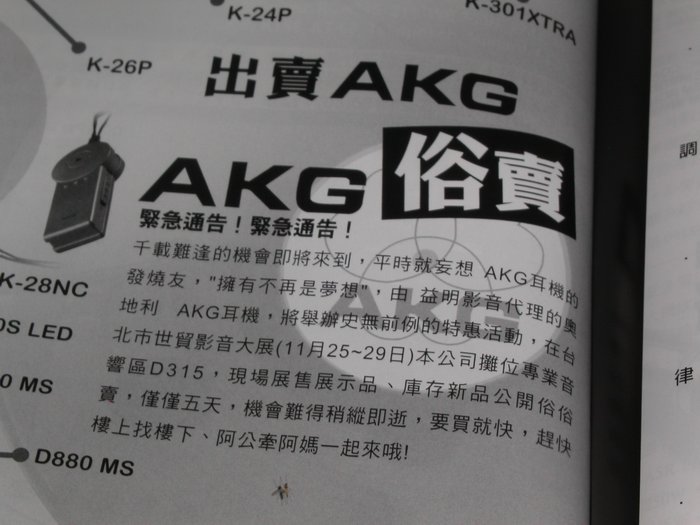 K-24P
K-301XTRA
K-26P
出賣AKG
AKG俗賣
緊急通告！緊急通告！
千載難逢的機會即將來到，平時就妄想 AKG耳機的
發燒友，"擁有不再是夢想"，由 益明影音代理的奧
地利 AKG耳機，將舉辦史無前例的特惠活動，在台
北市世貿影音大展(11月25~29日)本公司攤位專業音
響區D315，現場展售展示品、庫存新品公開俗俗
賣，僅僅五天，機會難得稍縱即逝，要買就快，趕快
樓上找樓下、阿公牽阿媽一起來哦!
K-28NC
0S LED
0 MS
D880 MS
AKG
調
律